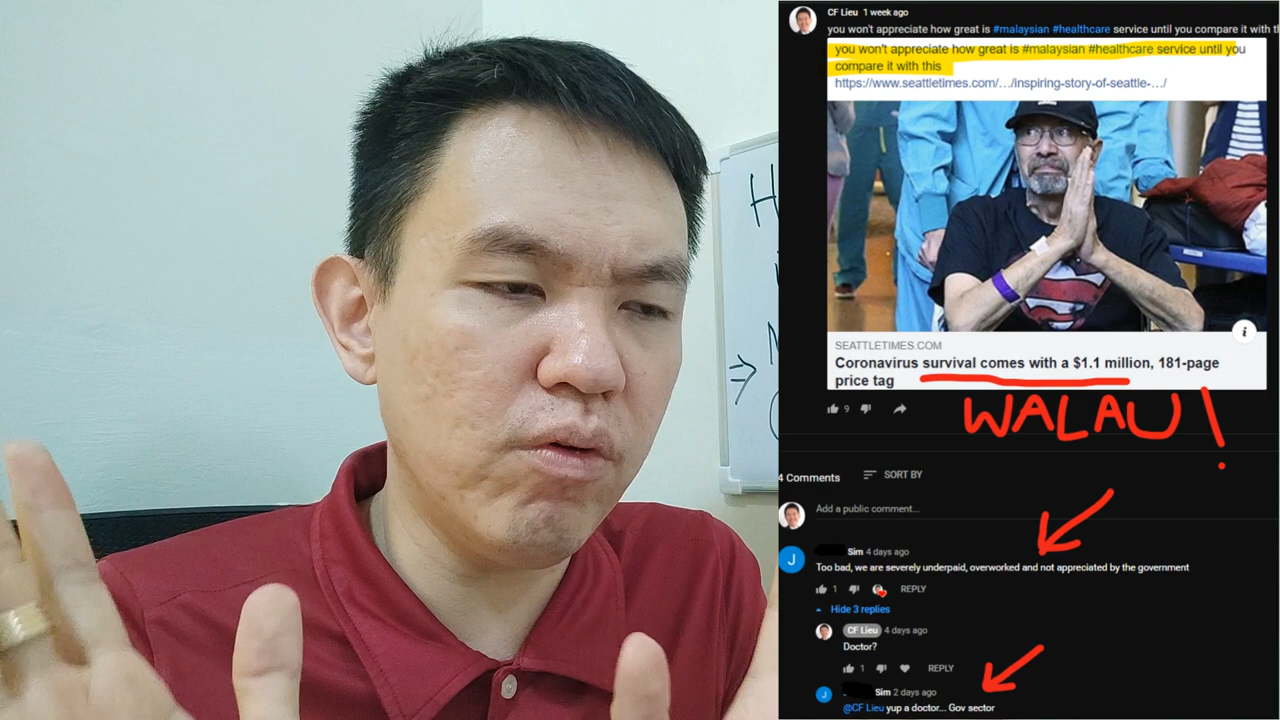 CF Lieu 1 week ago
you won't appreciate how great is #malaysian #healthcare service until you compare it with
you won't appreciate how great is #malaysian #healthcare service until you
compare it with this
https://www.seattletimes.com/.../inspiring-story-of-seattle-.../
SEATTLETIMES.COM
Coronavirus survival comes with a $1.1 million, 181-page
price tag
9
WALAU!
4 Comments
SORT BY
Add a public comment...
J
Sim 4 days ago
Too bad, we are severely underpaid, overworked and not appreciated by the government
1
REPLY
Hide 3 replies
CF Lieu 4 days ago
Doctor?
1
REPLY
J
Sim 2 days ago
@CF Lieu yup a doctor... Gov sector
H